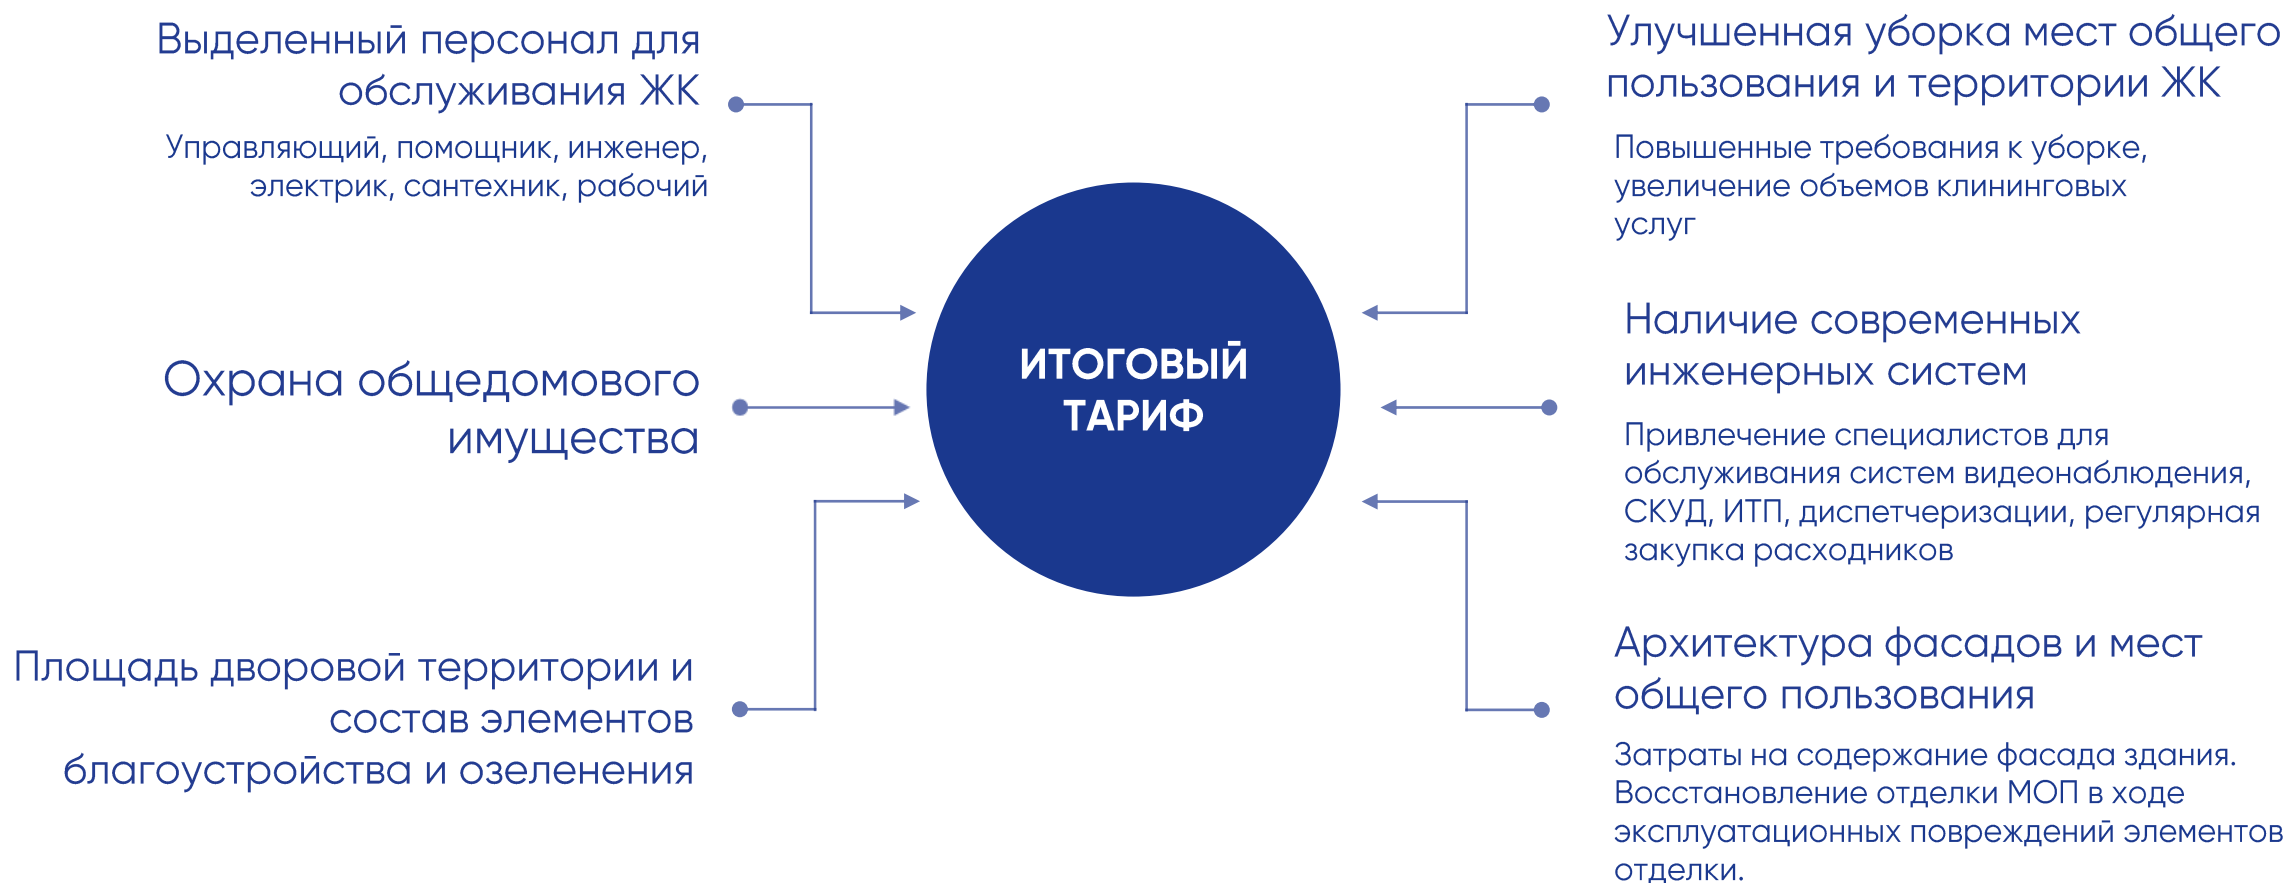 Выделенный персонал для
обслуживания ЖК
Управляющий, помощник, инженер,
электрик, сантехник, рабочий
Охрана общедомового
имущества
Площадь дворовой территории и
состав элементов
благоустройства и озеленения
ИТОГОВЫЙ
ТАРИФ
Улучшенная уборка мест общего
пользования и территории ЖК
Повышенные требования к уборке,
увеличение объемов клининговых
услуг
Наличие современных
инженерных систем
Привлечение специалистов для
обслуживания систем видеонаблюдения,
СКУД, ИТП, диспетчеризации, регулярная
закупка расходников
Архитектура фасадов и мест
общего пользования
Затраты на содержание фасада здания.
Восстановление отделки МОП в ходе
эксплуатационных повреждений элементов
отделки.